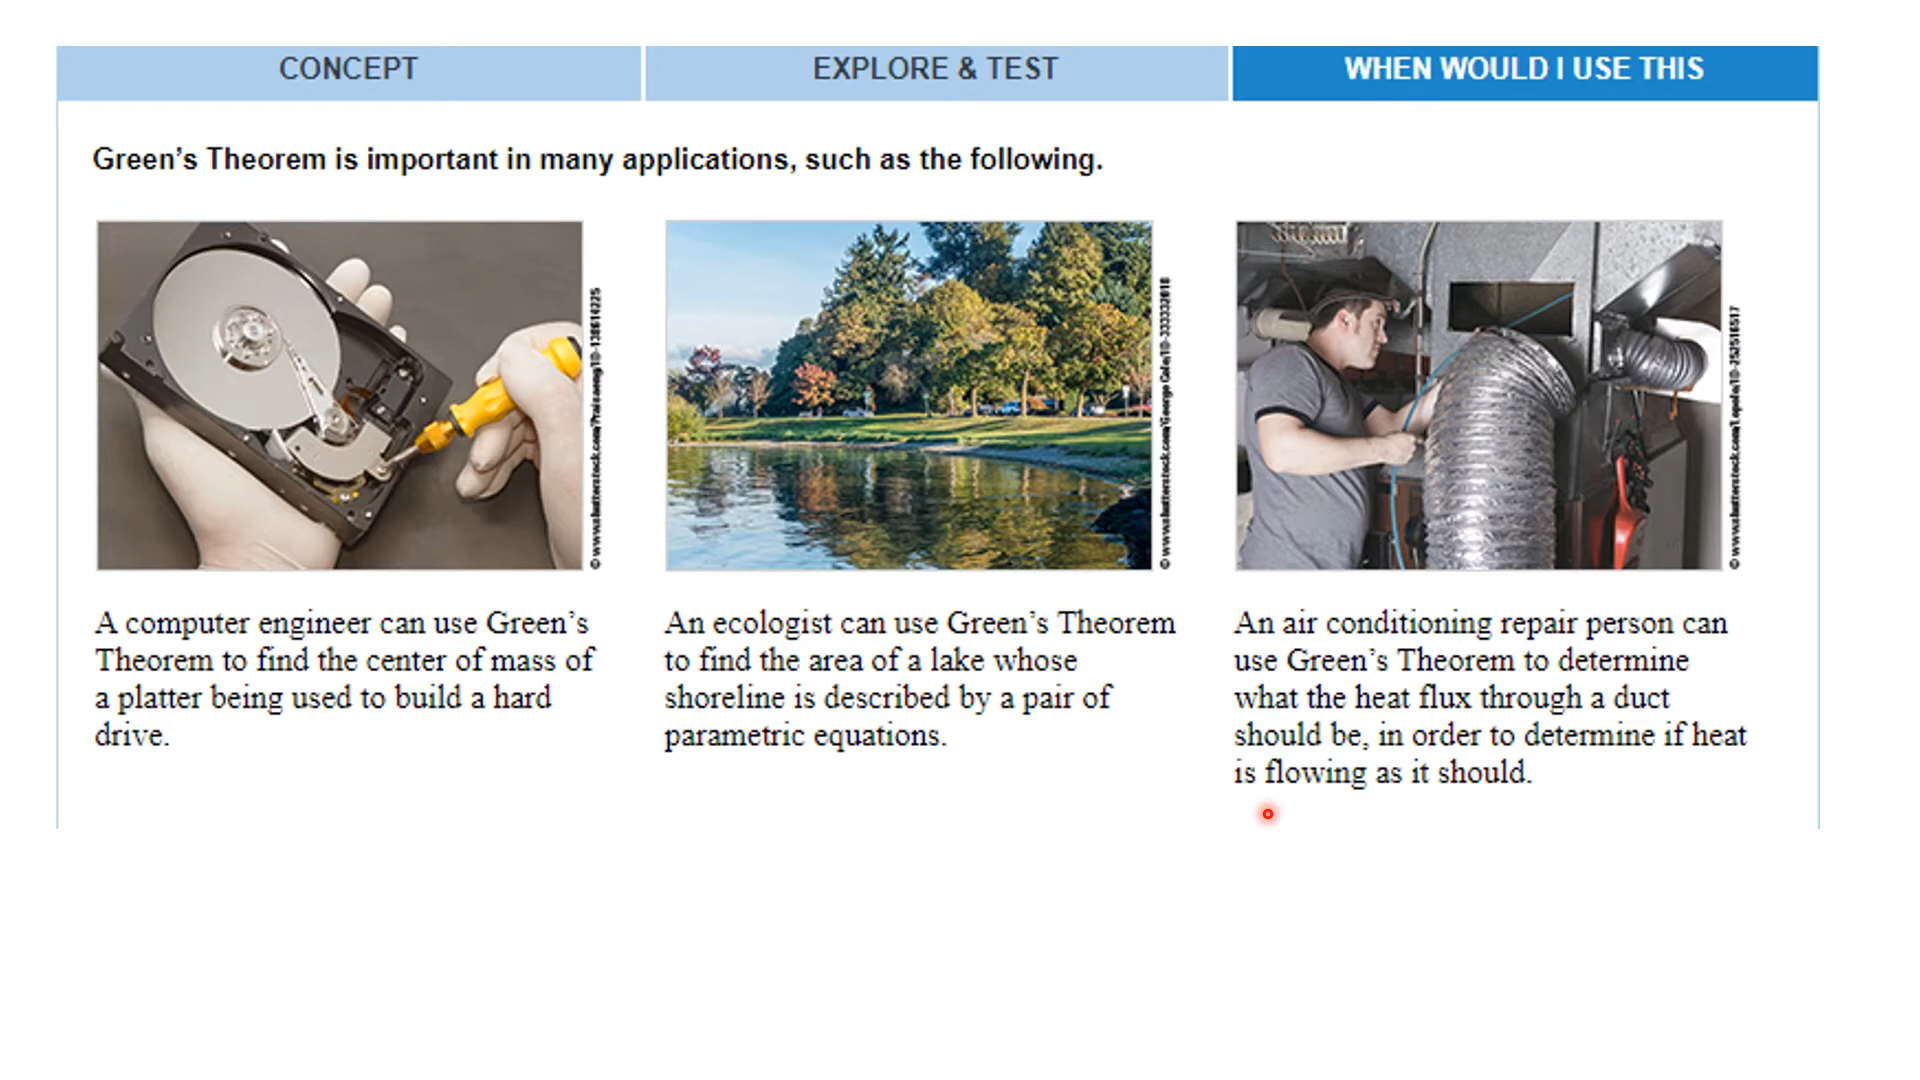 CONCEPT
EXPLORE & TEST
WHEN WOULD I USE THIS
Green's Theorem is important in many applications, such as the following.
A computer engineer can use Green's
Theorem to find the center of mass of
a platter being used to build a hard
drive.
An ecologist can use Green's Theorem
to find the area of a lake whose
shoreline is described by a pair of
parametric equations.
An air conditioning repair person can
use Green's Theorem to determine
what the heat flux through a duct
should be, in order to determine if heat
is flowing as it should.